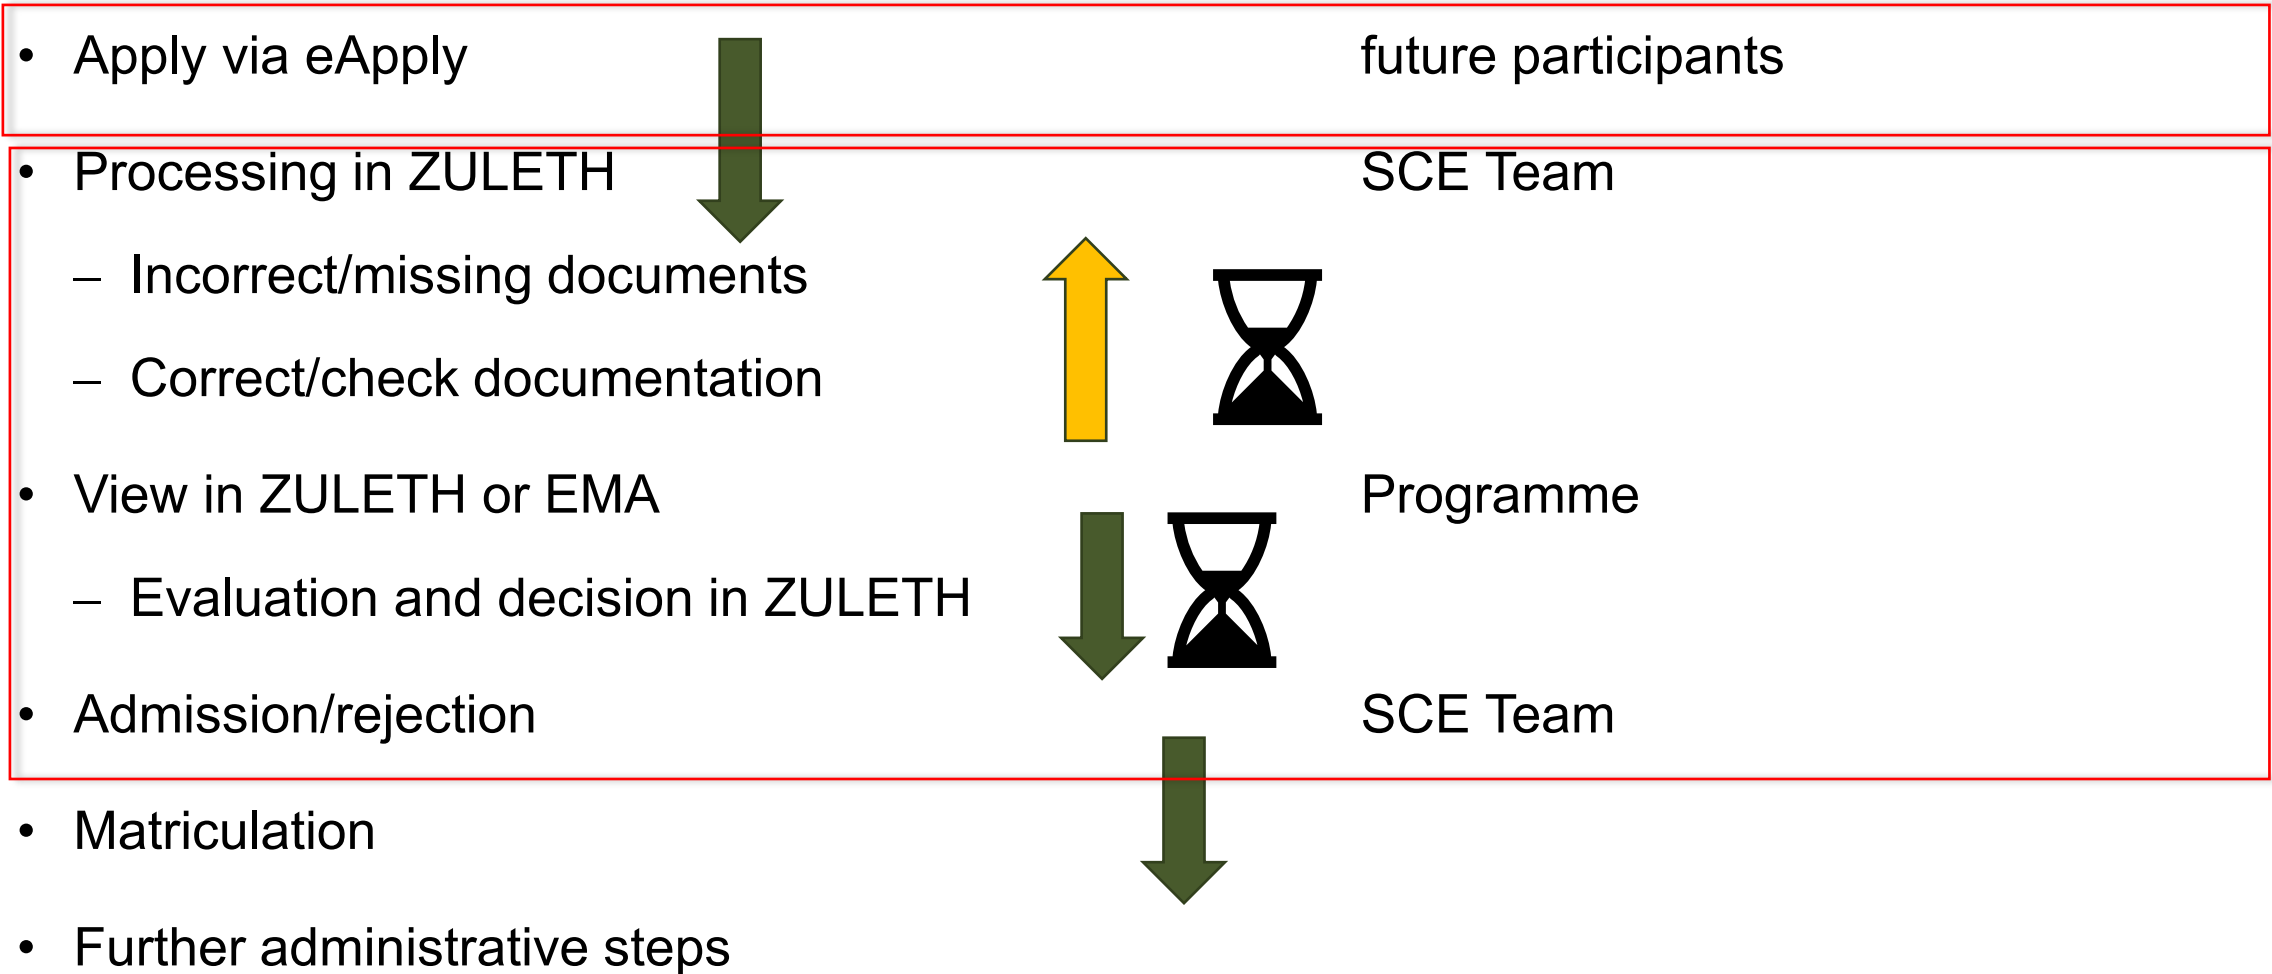 • Apply via eApply future participants
• Processing in ZULETH SCE Team
– Incorrect/missing documents
– Correct/check documentation
• View in ZULETH or EMA Programme
– Evaluation and decision in ZULETH
• Admission/rejection SCE Team
• Matriculation
• Further administrative steps